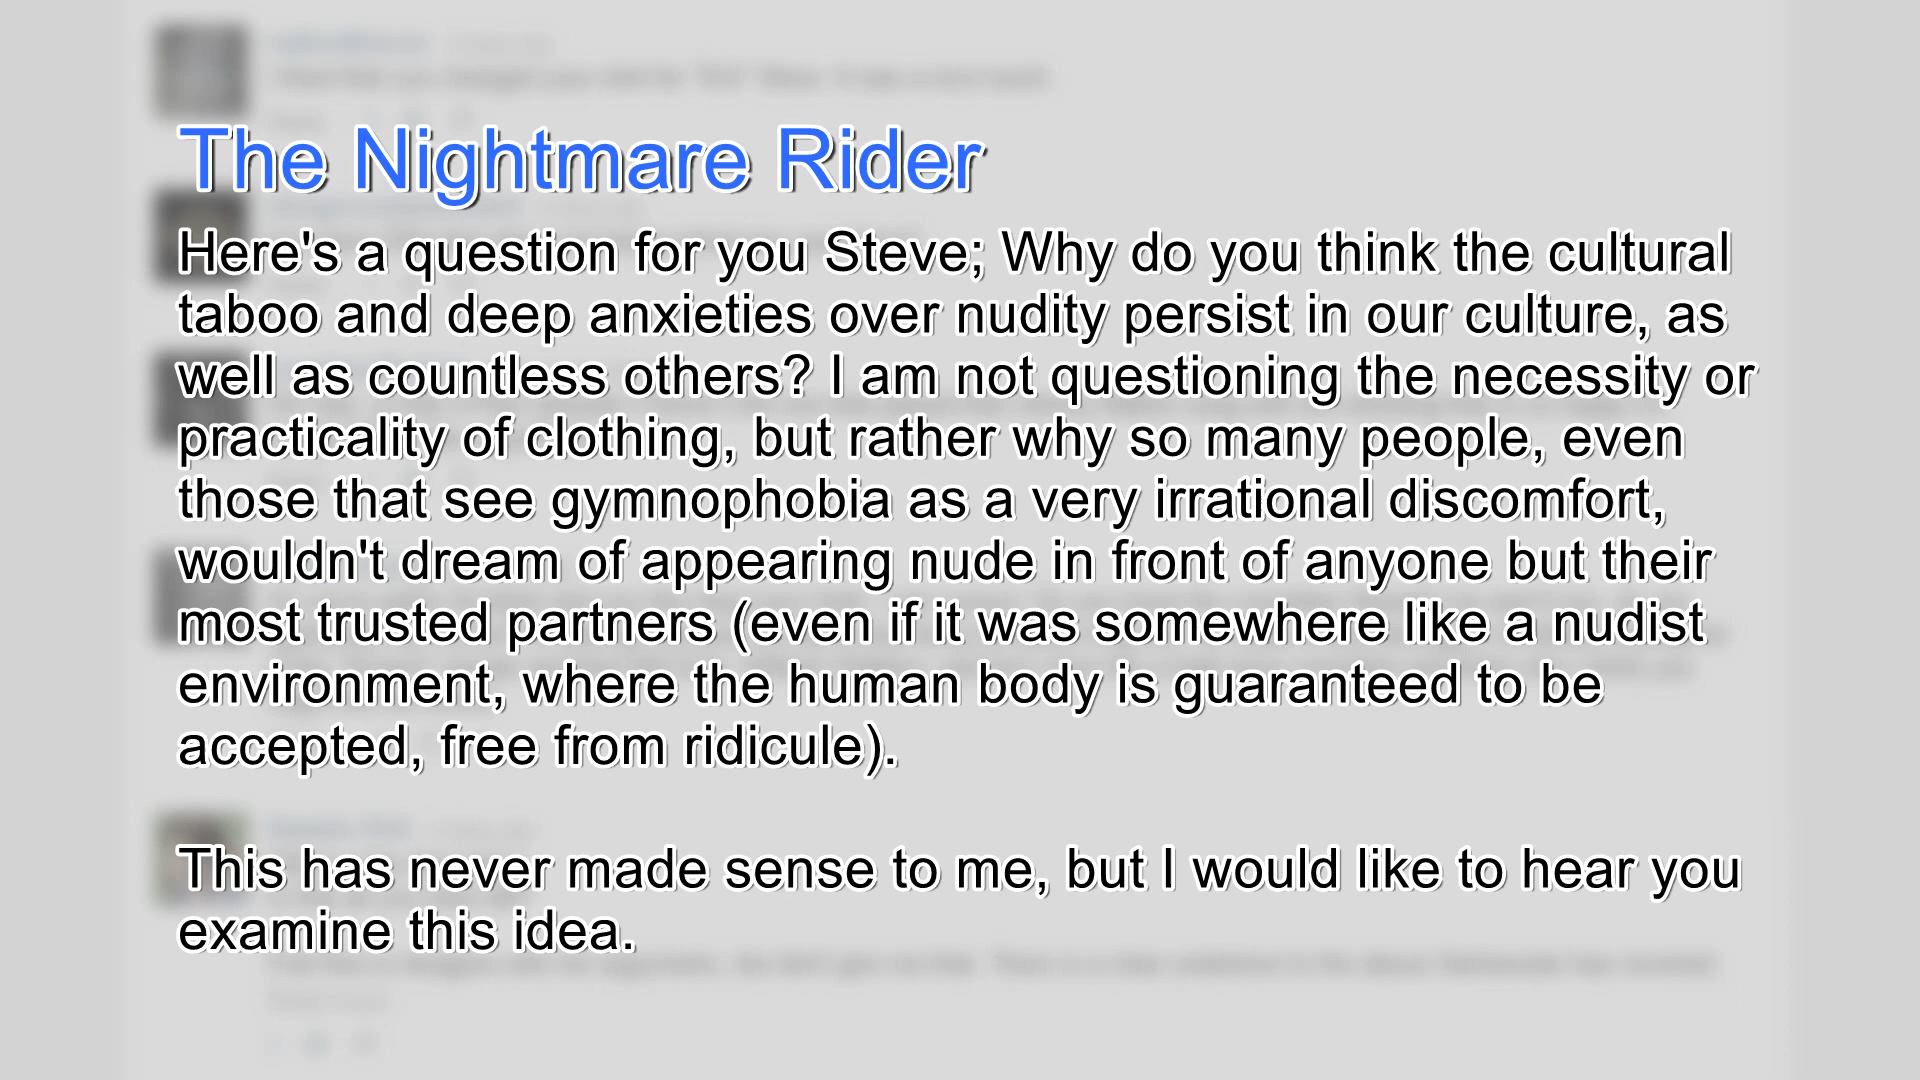 The Nightmare Rider
Here's a question for you Steve; Why do you think the cultural
taboo and deep anxieties over nudity persist in our culture, as
well as countless others? I am not questioning the necessity or
practicality of clothing, but rather why so many people, even
those that see gymnophobia as a very irrational discomfort,
wouldn't dream of appearing nude in front of anyone but their
most trusted partners (even if it was somewhere like a nudist
environment, where the human body is guaranteed to be
accepted, free from ridicule).
This has never made sense to me, but I would like to hear you
examine this idea.